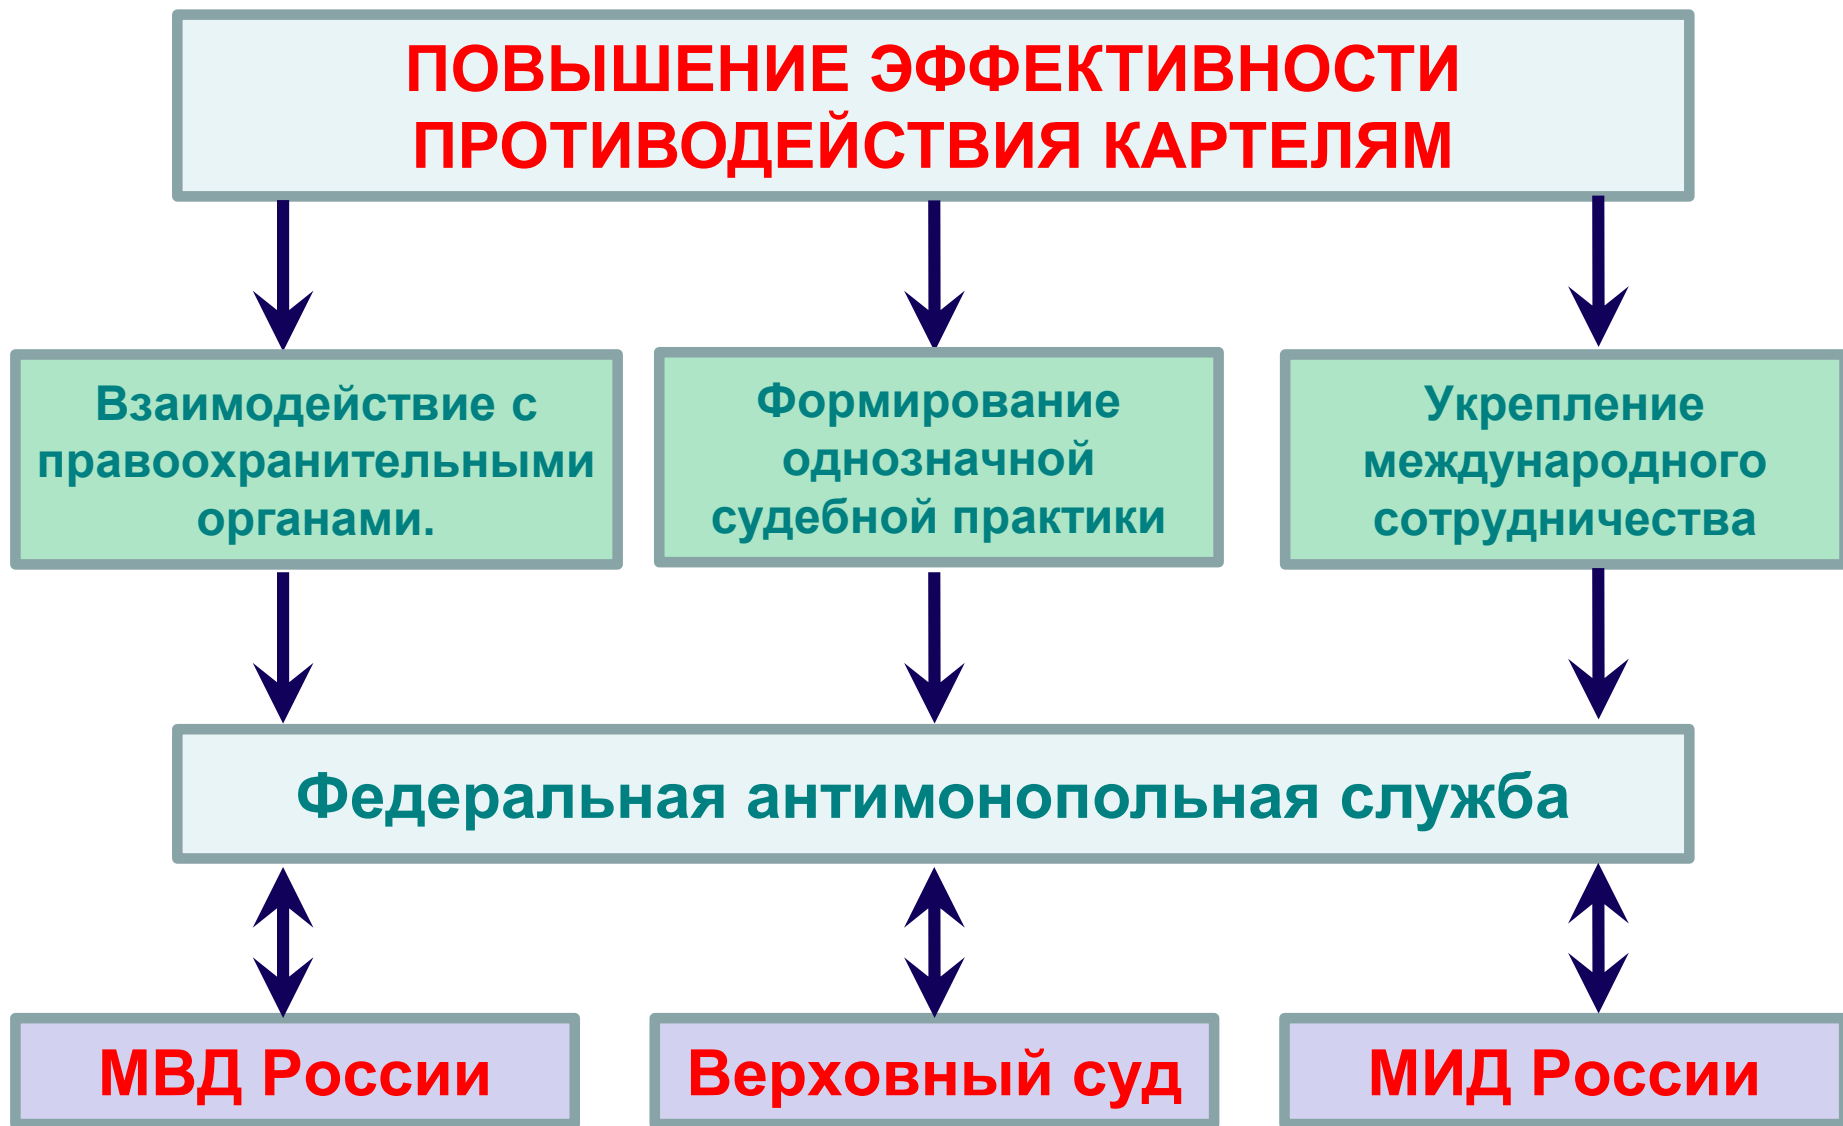 ПОВЫШЕНИЕ ЭФФЕКТИВНОСТИ
ПРОТИВОДЕЙСТВИЯ КАРТЕЛЯМ
Взаимодействие с
правоохранительными
органами.
Формирование
однозначной
судебной практики
Укрепление
международного
сотрудничества
Федеральная антимонопольная служба
МВД России
Верховный суд
МИД России